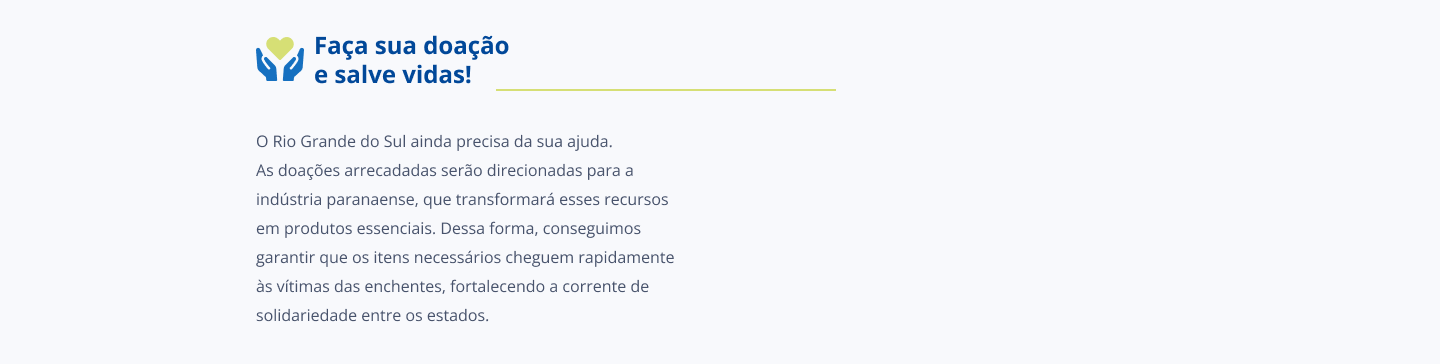 Faça sua doação
e salve vidas!
O Rio Grande do Sul ainda precisa da sua ajuda.
As doações arrecadadas serão direcionadas para a
indústria paranaense, que transformará esses recursos
em produtos essenciais. Dessa forma, conseguimos
garantir que os itens necessários cheguem rapidamente
às vítimas das enchentes, fortalecendo a corrente de
solidariedade entre os estados.